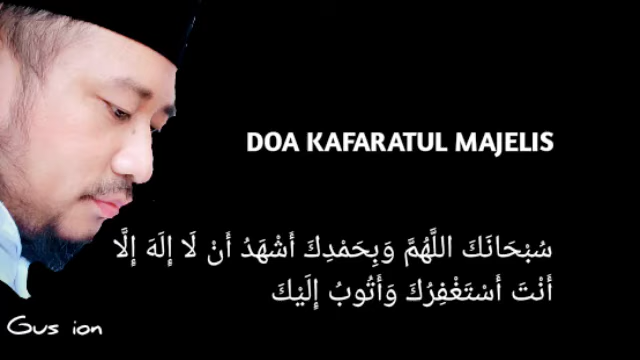 DOA KAFARATUL MAJELIS
سُبْحَانَكَ اللَّهُمَّ وَبِحَمْدِكَ أَشْهَدُ أَنْ لَا إِلَهَ إِلَّا
أَنْتَ أَسْتَغْفِرُكَ وَأَتُوبُ إِلَيْكَ
Gus ion